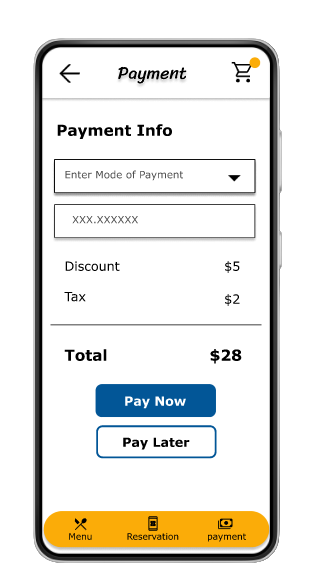 Payment
Payment Info
Enter Mode of Payment
XXX.XXXXXX
Discount $5
Tax $2
Total $28
Pay Now
Pay Later
Menu Reservation payment